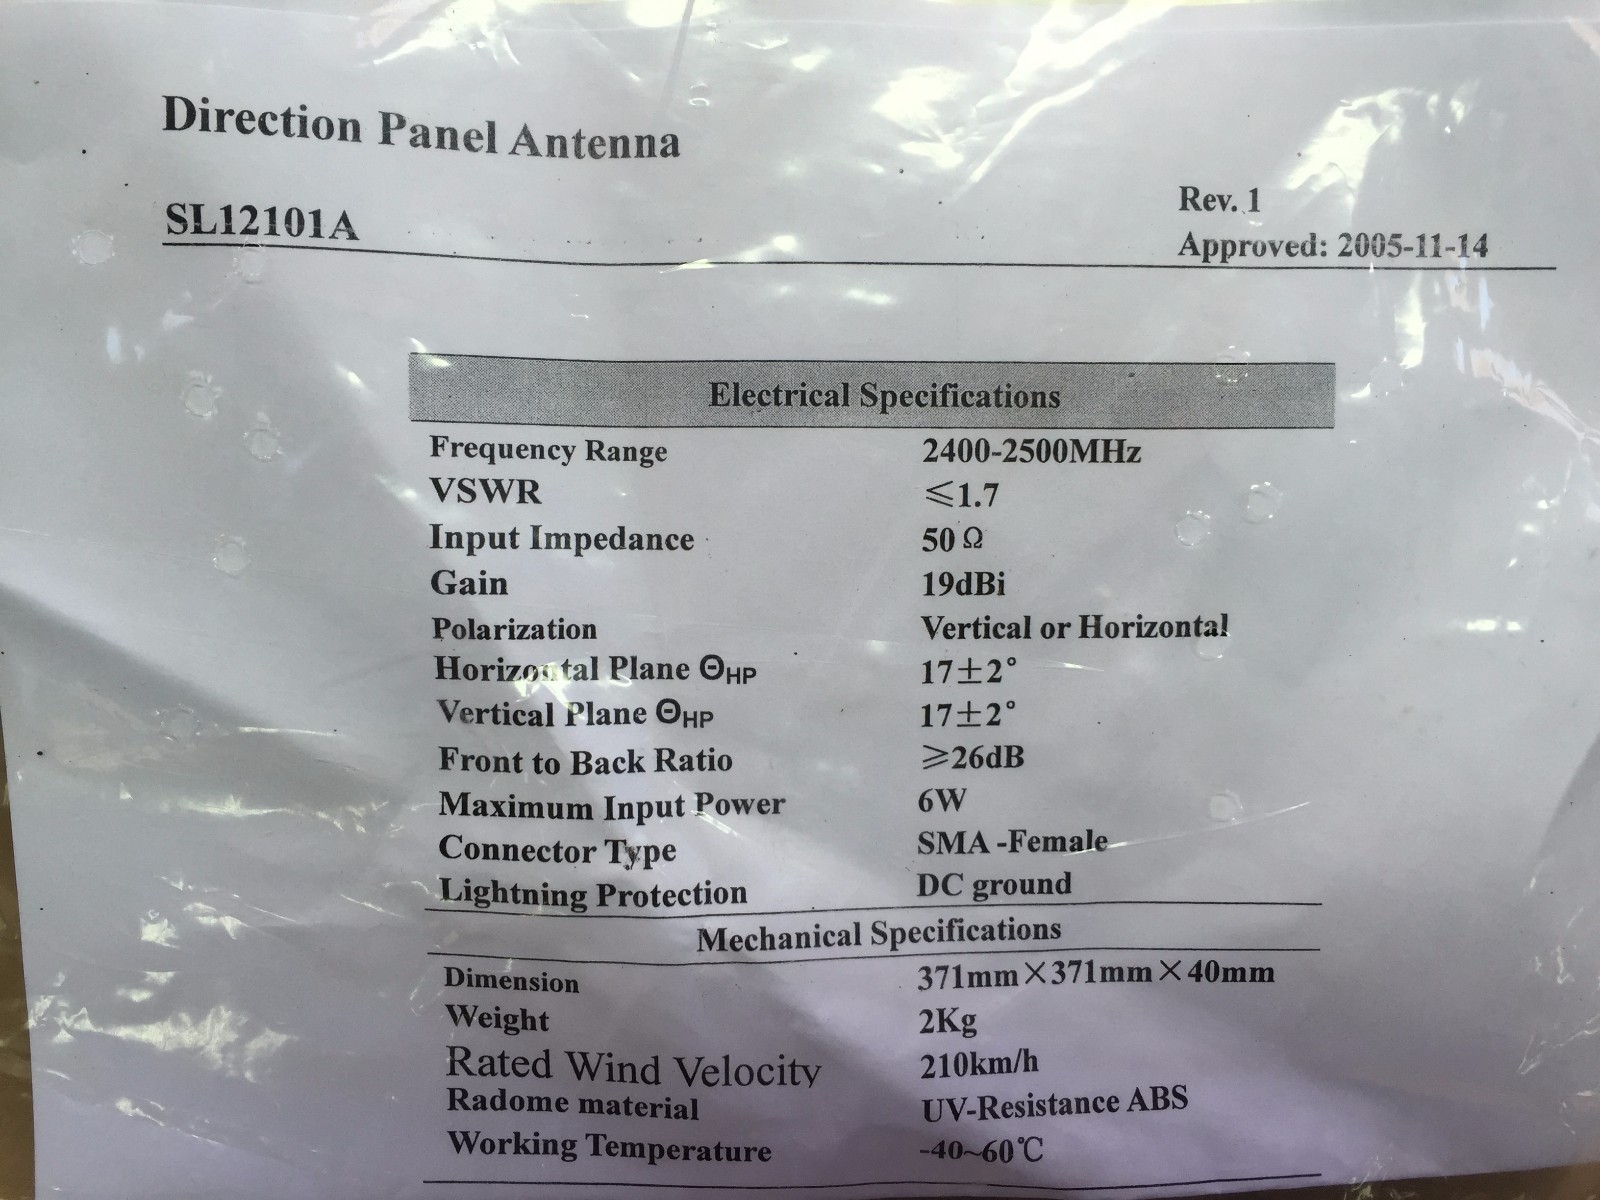 Direction Panel Antenna
SL12101A
Rev. 1
Approved: 2005-11-14
Electrical Specifications
Frequency Range 2400-2500MHz
VSWR ≤1.7
Input Impedance 50 Ω
Gain 19dBi
Polarization Vertical or Horizontal
Horizontal Plane ΘHP 17±2°
Vertical Plane ΘHP 17±2°
Front to Back Ratio ≥26dB
Maximum Input Power 6W
Connector Type SMA -Female
Lightning Protection DC ground
Mechanical Specifications
Dimension 371mm×371mm×40mm
Weight 2Kg
Rated Wind Velocity 210km/h
Radome material UV-Resistance ABS
Working Temperature -40~60℃